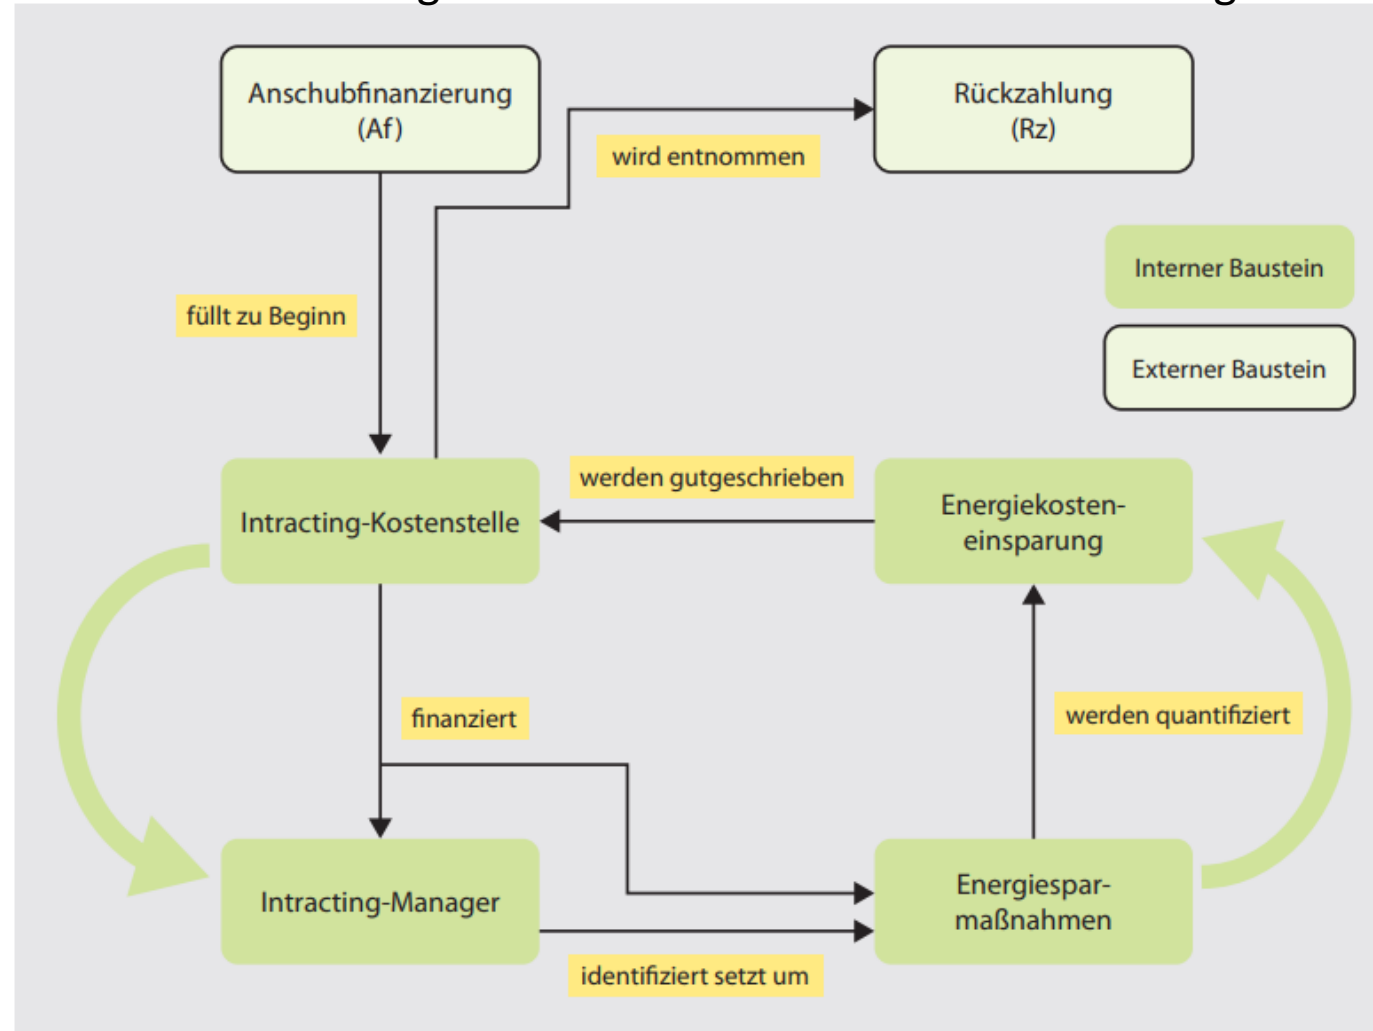 Anschubfinanzierung
(Af)
Rückzahlung
(Rz)
wird entnommen
Interner Baustein
füllt zu Beginn
Externer Baustein
werden gutgeschrieben
Intracting-Kostenstelle
Energiekosten-
einsparung
finanziert
werden quantifiziert
Intracting-Manager
Energiespar-
maßnahmen
identifiziert setzt um